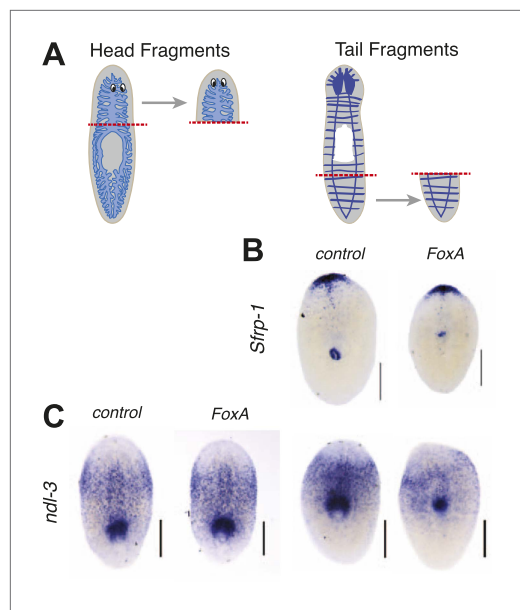 A
Head Fragments
Tail Fragments
B
control
FoxA
Sfrp-1
C
control
FoxA
ndl-3